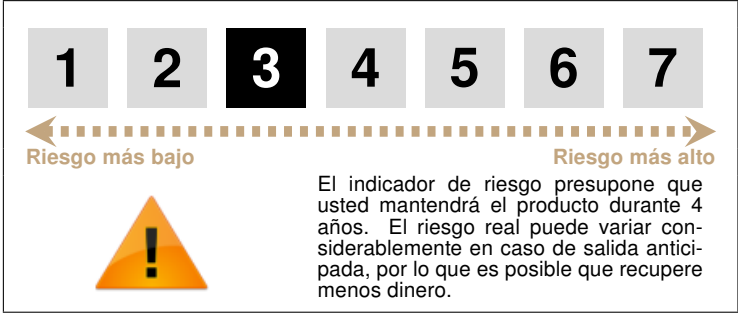 1 2 3 4 5 6 7
Riesgo más bajo Riesgo más alto
El indicador de riesgo presupone que
usted mantendrá el producto durante 4
años. El riesgo real puede variar con-
siderablemente en caso de salida antici-
pada, por lo que es posible que recupere
menos dinero.
!